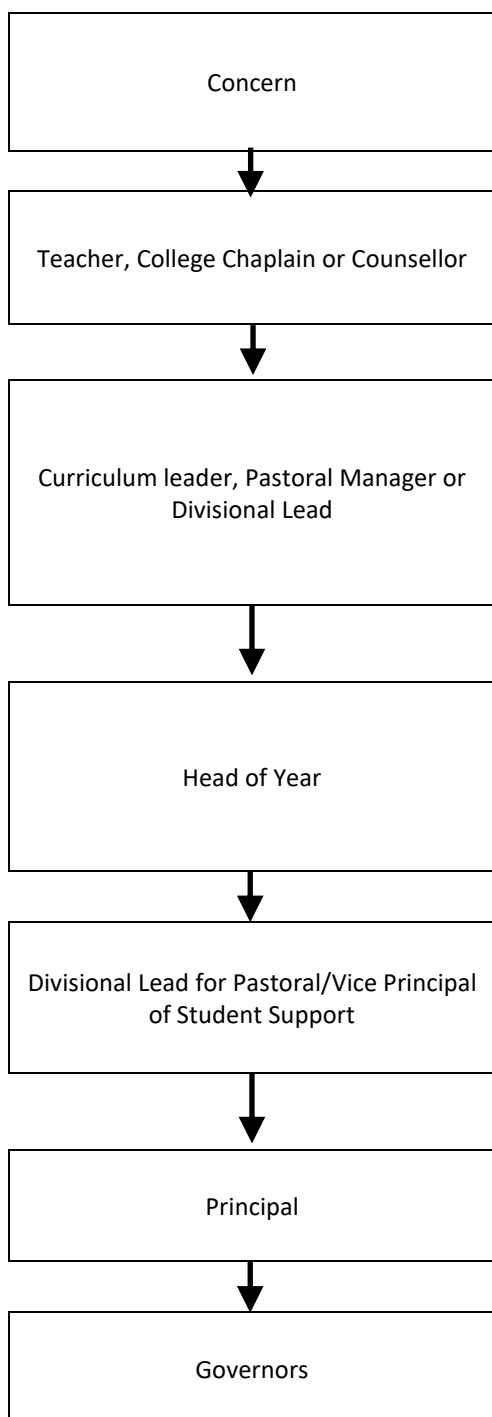 Concern
Teacher, College Chaplain or Counsellor
Curriculum leader, Pastoral Manager or
Divisional Lead
Head of Year
Divisional Lead for Pastoral/Vice Principal
of Student Support
Principal
Governors